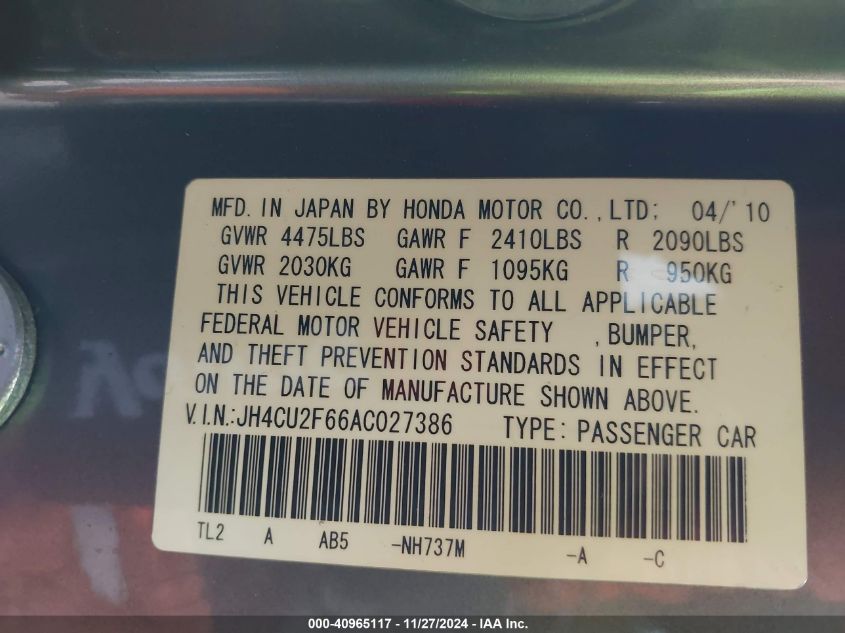 MFD. IN JAPAN BY HONDA MOTOR CO., LTD; 04/'10
GVWR 4475LBS GAWR F 2410LBS R 2090LBS
GVWR 2030KG GAWR F 1095KG R 950KG
THIS VEHICLE CONFORMS TO ALL APPLICABLE
FEDERAL MOTOR VEHICLE SAFETY , BUMPER,
AND THEFT PREVENTION STANDARDS IN EFFECT
ON THE DATE OF MANUFACTURE SHOWN ABOVE.
V.I.N.:JH4CU2F66AC027386 TYPE: PASSENGER CAR
TL2 A AB5 -NH737M -A -C
000-40965117 - 11/27/2024 - IAA Inc.